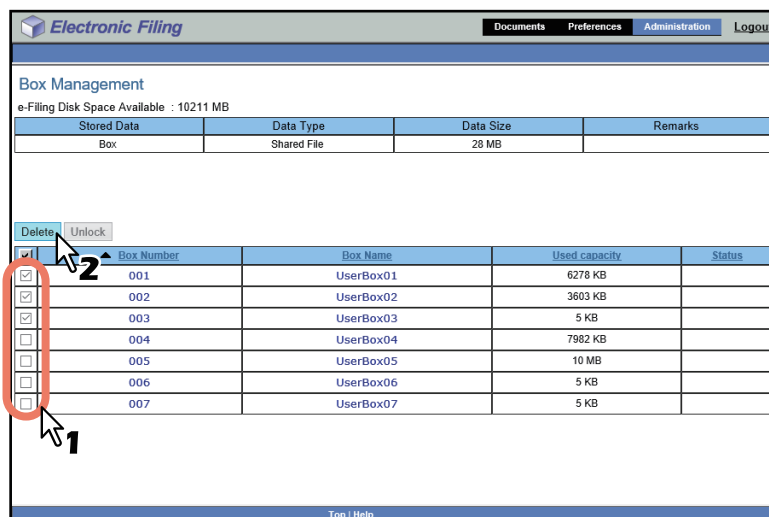 Electronic Filing Documents Preferences Administration Logou
Box Management
e-Filing Disk Space Available : 10211 MB
Stored Data Data Type Data Size Remarks
Box Shared File 28 MB
Delete Unlock
2
Box Number Box Name Used capacity Status
001 UserBox01 6278 KB
002 UserBox02 3603 KB
003 UserBox03 5 KB
004 UserBox04 7982 KB
005 UserBox05 10 MB
006 UserBox06 5 KB
007 UserBox07 5 KB
1
Top | Help